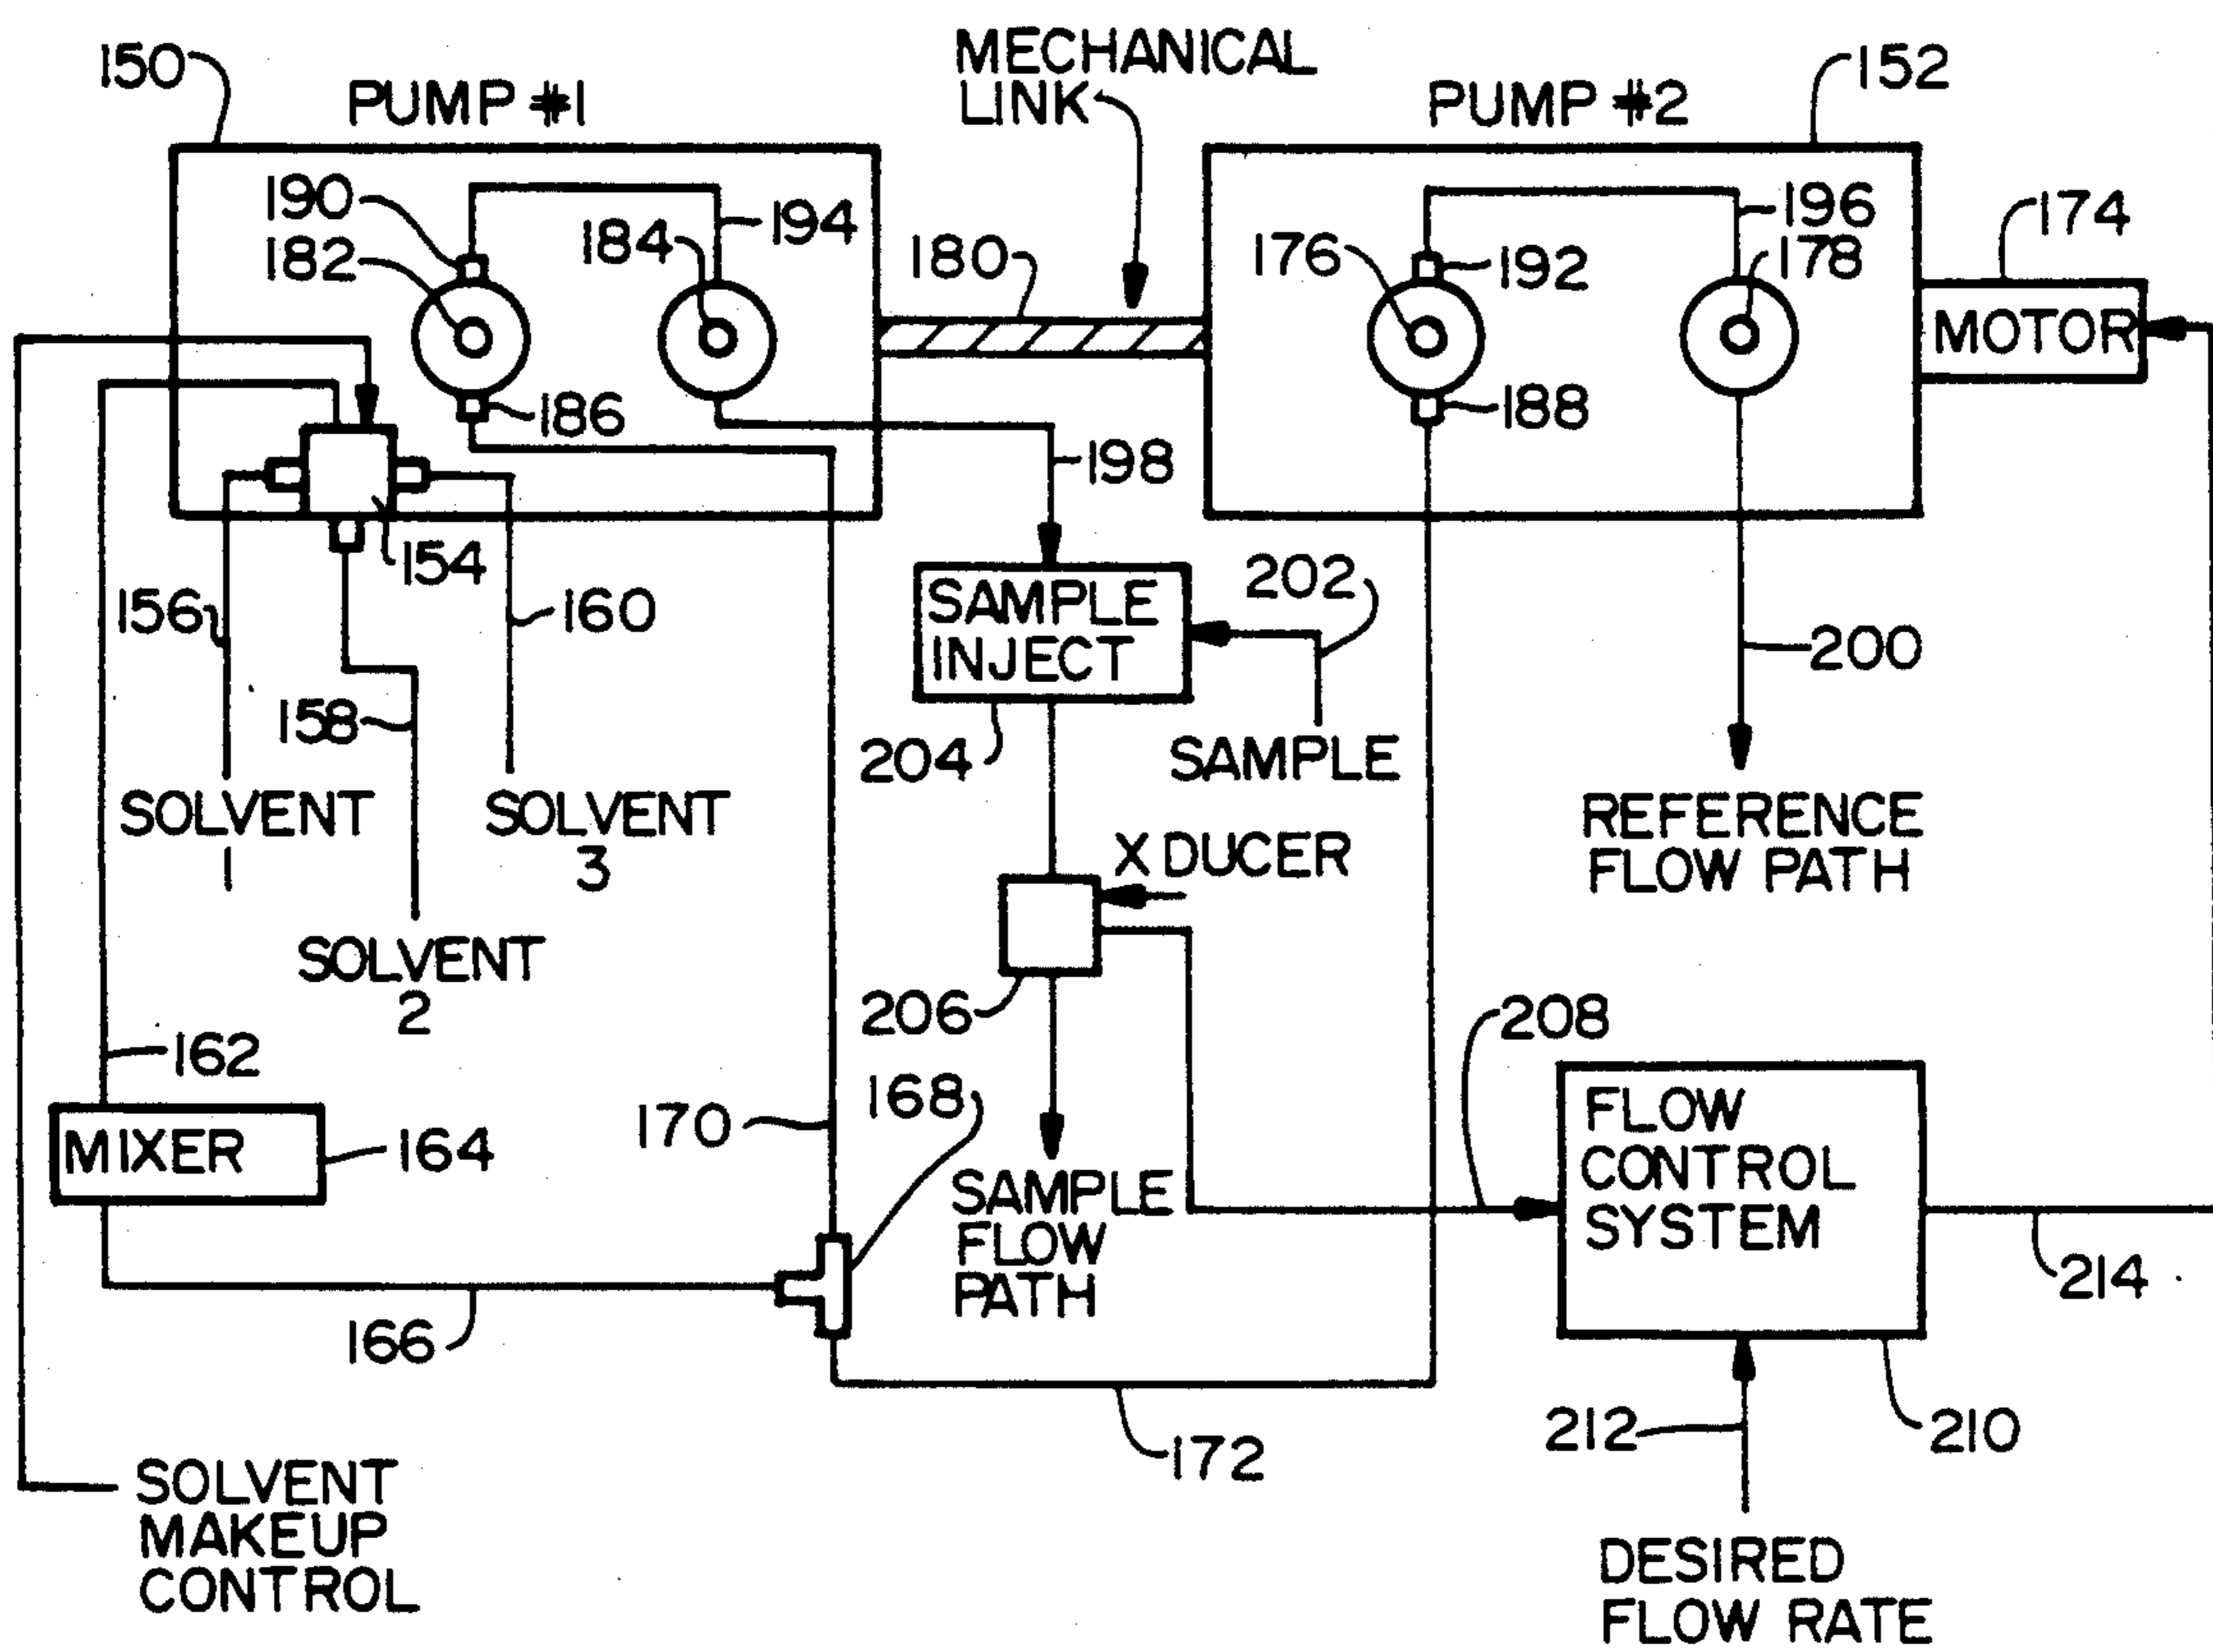 150
PUMP #1
MECHANICAL
LINK
PUMP #2
152
190
182
184
194
180
176
192
196
178
174
MOTOR
186
188
198
154
156
160
158
SAMPLE
INJECT
202
204
SAMPLE
200
SOLVENT
1
SOLVENT
3
SOLVENT
2
X DUCER
REFERENCE
FLOW PATH
206
208
162
MIXER
164
170
168
SAMPLE
FLOW
PATH
FLOW
CONTROL
SYSTEM
214
166
172
212
210
SOLVENT
MAKEUP
CONTROL
DESIRED
FLOW RATE